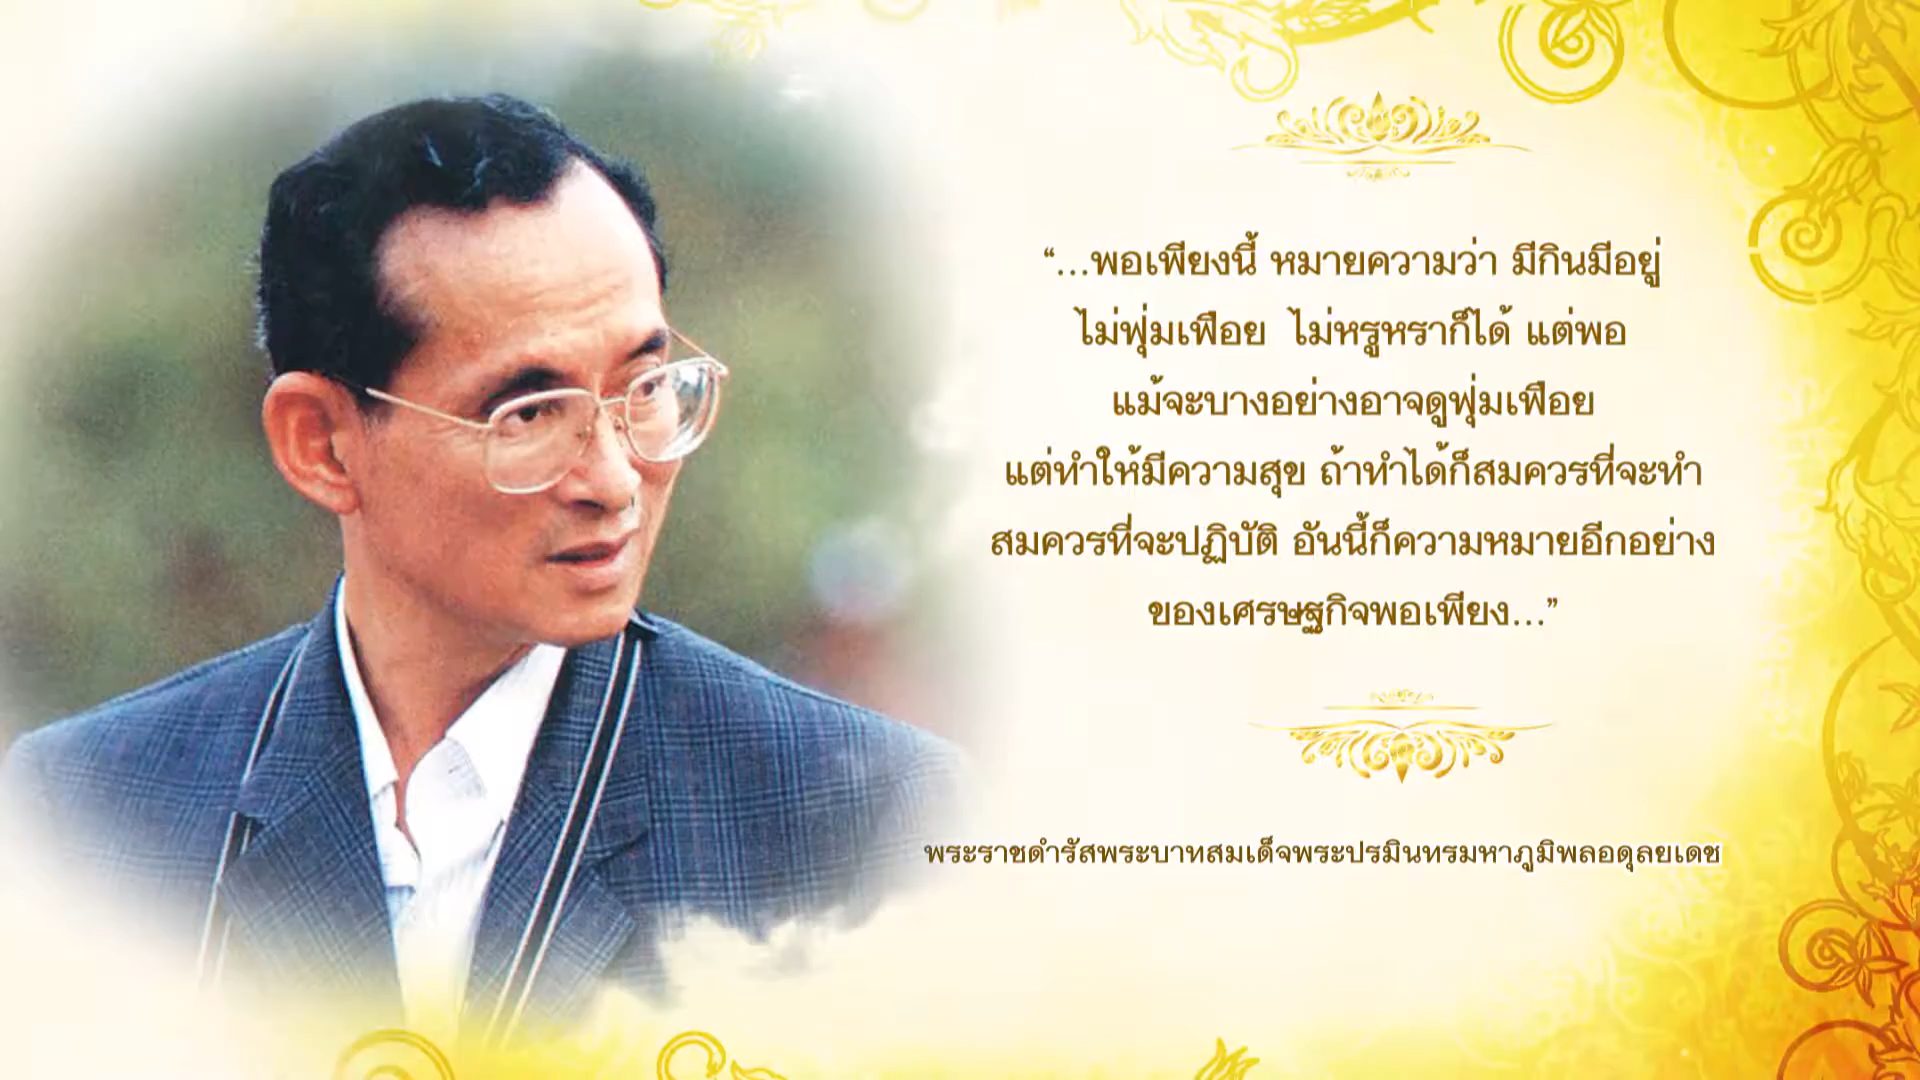 “...พอเพียงนี้ หมายความว่า มีกินมีอยู่
ไม่ฟุ่มเฟือย ไม่หรูหราก็ได้ แต่พอ
แม้จะบางอย่างอาจดูฟุ่มเฟือย
แต่ทำให้มีความสุข ถ้าทำได้ก็สมควรที่จะทำ
สมควรที่จะปฏิบัติ อันนี้ก็ความหมายอีกอย่าง
ของเศรษฐกิจพอเพียง...”
พระราชดำรัสพระบาทสมเด็จพระปรมินทรมหาภูมิพลอดุลยเดช